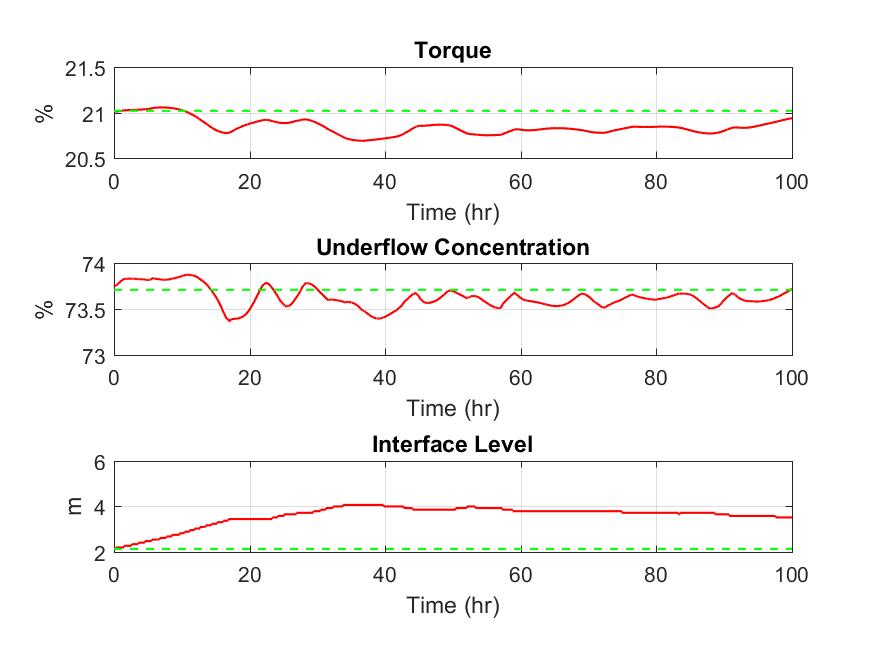 Torque
21.5
21
20.5
%
0 20 40 60 80 100
Time (hr)
Underflow Concentration
74
73.5
73
%
0 20 40 60 80 100
Time (hr)
Interface Level
6
4
2
m
0 20 40 60 80 100
Time (hr)